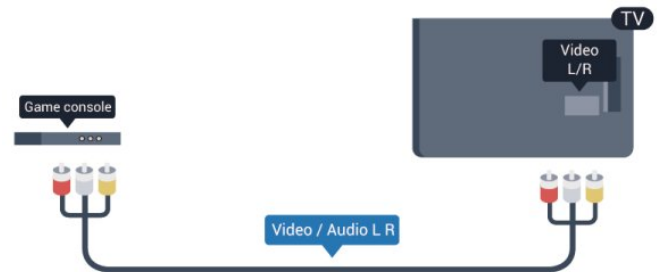 TV
Video
L/R
Game console
Video / Audio L R